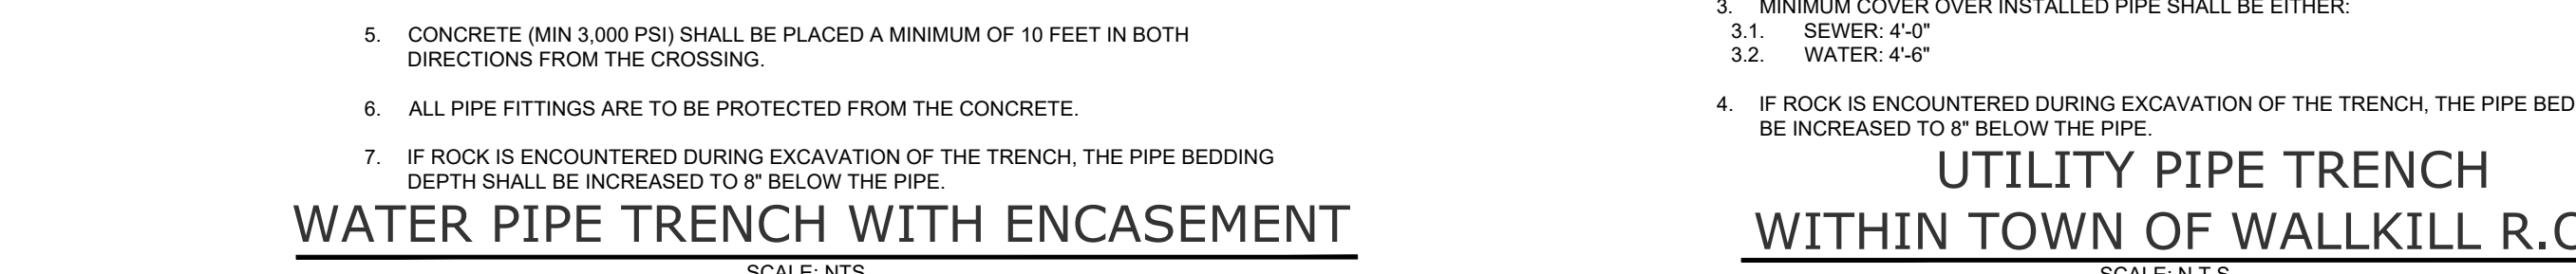 5. CONCRETE (MIN 3,000 PSI) SHALL BE PLACED A MINIMUM OF 10 FEET IN BOTH
DIRECTIONS FROM THE CROSSING.
6. ALL PIPE FITTINGS ARE TO BE PROTECTED FROM THE CONCRETE.
7. IF ROCK IS ENCOUNTERED DURING EXCAVATION OF THE TRENCH, THE PIPE BEDDING
DEPTH SHALL BE INCREASED TO 8" BELOW THE PIPE.
WATER PIPE TRENCH WITH ENCASEMENT
SCALE: NTS
3. MINIMUM COVER OVER INSTALLED PIPE SHALL BE EITHER:
3.1. SEWER: 4'-0"
3.2. WATER: 4'-6"
4. IF ROCK IS ENCOUNTERED DURING EXCAVATION OF THE TRENCH, THE PIPE BED
BE INCREASED TO 8" BELOW THE PIPE.
UTILITY PIPE TRENCH
WITHIN TOWN OF WALLKILL R.O
SCALE: N.T.S.